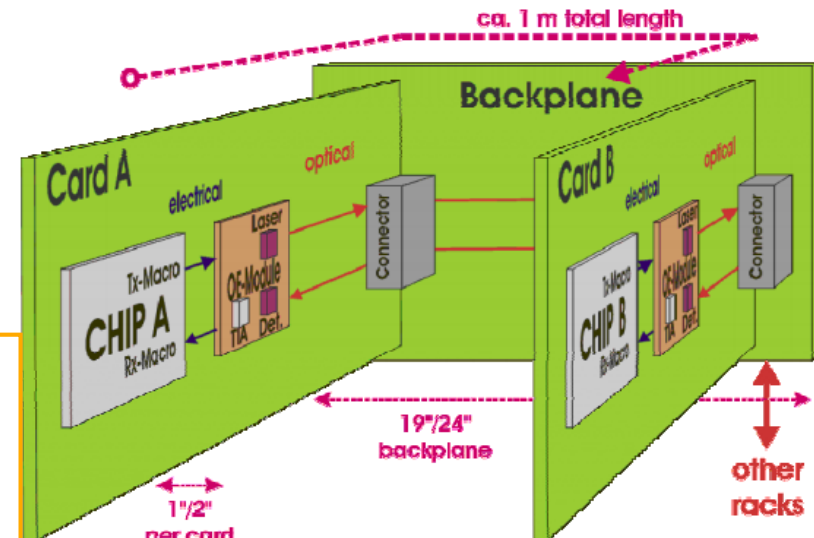 ca. 1 m total length
Backplane
Card A
electrical
optical
Laser
Connector
Tx-Macro
OE-Module
CHIP A
TIA
Det.
Rx-Macro
Card B
electrical
optical
Laser
Connector
Tx-Macro
OE-Module
CHIP B
TIA
Det.
Rx-Macro
19"/24"
backplane
other
racks
1"/2"
per card